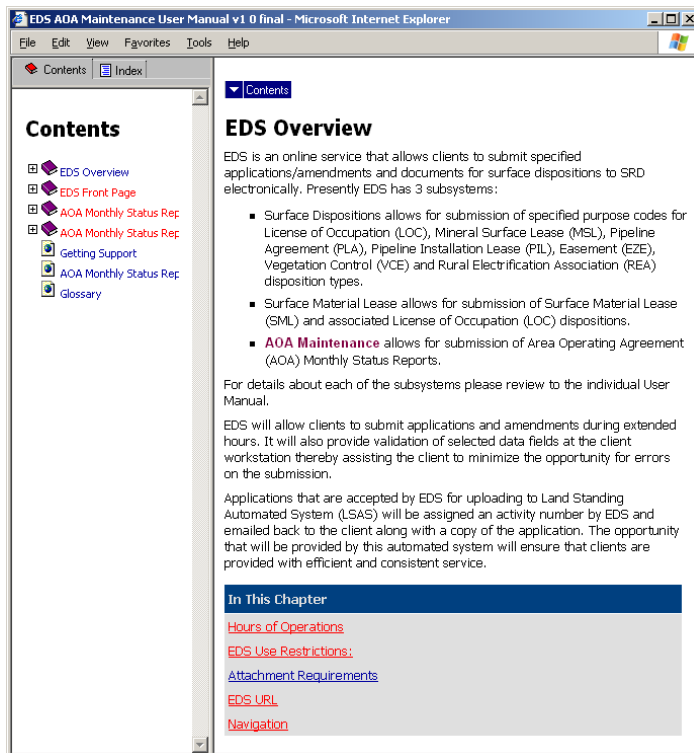 EDS AOA Maintenance User Manual v1 0 final - Microsoft Internet Explorer
File Edit View Favorites Tools Help
Contents Index
Contents
EDS Overview
EDS Front Page
AOA Monthly Status Rep
AOA Monthly Status Rep
Getting Support
AOA Monthly Status Rep
Glossary
Contents
EDS Overview
EDS is an online service that allows clients to submit specified
applications/amendments and documents for surface dispositions to SRD
electronically. Presently EDS has 3 subsystems:
Surface Dispositions allows for submission of specified purpose codes for
License of Occupation (LOC), Mineral Surface Lease (MSL), Pipeline
Agreement (PLA), Pipeline Installation Lease (PIL), Easement (EZE),
Vegetation Control (VCE) and Rural Electrification Association (REA)
disposition types.
Surface Material Lease allows for submission of Surface Material Lease
(SML) and associated License of Occupation (LOC) dispositions.
AOA Maintenance allows for submission of Area Operating Agreement
(AOA) Monthly Status Reports.
For details about each of the subsystems please review to the individual User
Manual.
EDS will allow clients to submit applications and amendments during extended
hours. It will also provide validation of selected data fields at the client
workstation thereby assisting the client to minimize the opportunity for errors
on the submission.
Applications that are accepted by EDS for uploading to Land Standing
Automated System (LSAS) will be assigned an activity number by EDS and
emailed back to the client along with a copy of the application. The opportunity
that will be provided by this automated system will ensure that clients are
provided with efficient and consistent service.
In This Chapter
Hours of Operations
EDS Use Restrictions:
Attachment Requirements
EDS URL
Navigation